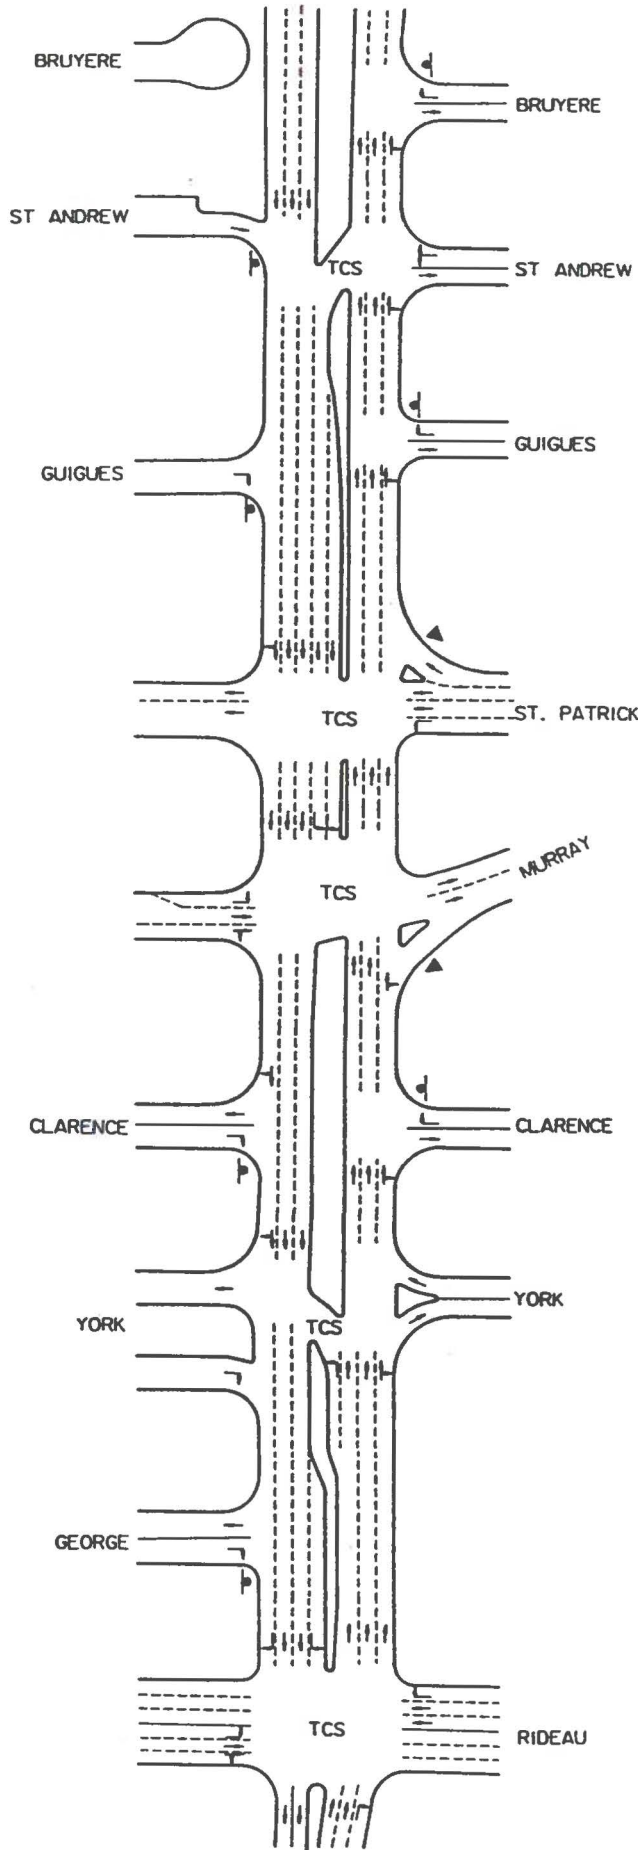 BRUYERE
BRUYERE
ST ANDREW
TCS
ST ANDREW
GUIGUES
GUIGUES
TCS
ST. PATRICK
TCS
MURRAY
CLARENCE
CLARENCE
YORK
YORK
TCS
GEORGE
TCS
RIDEAU